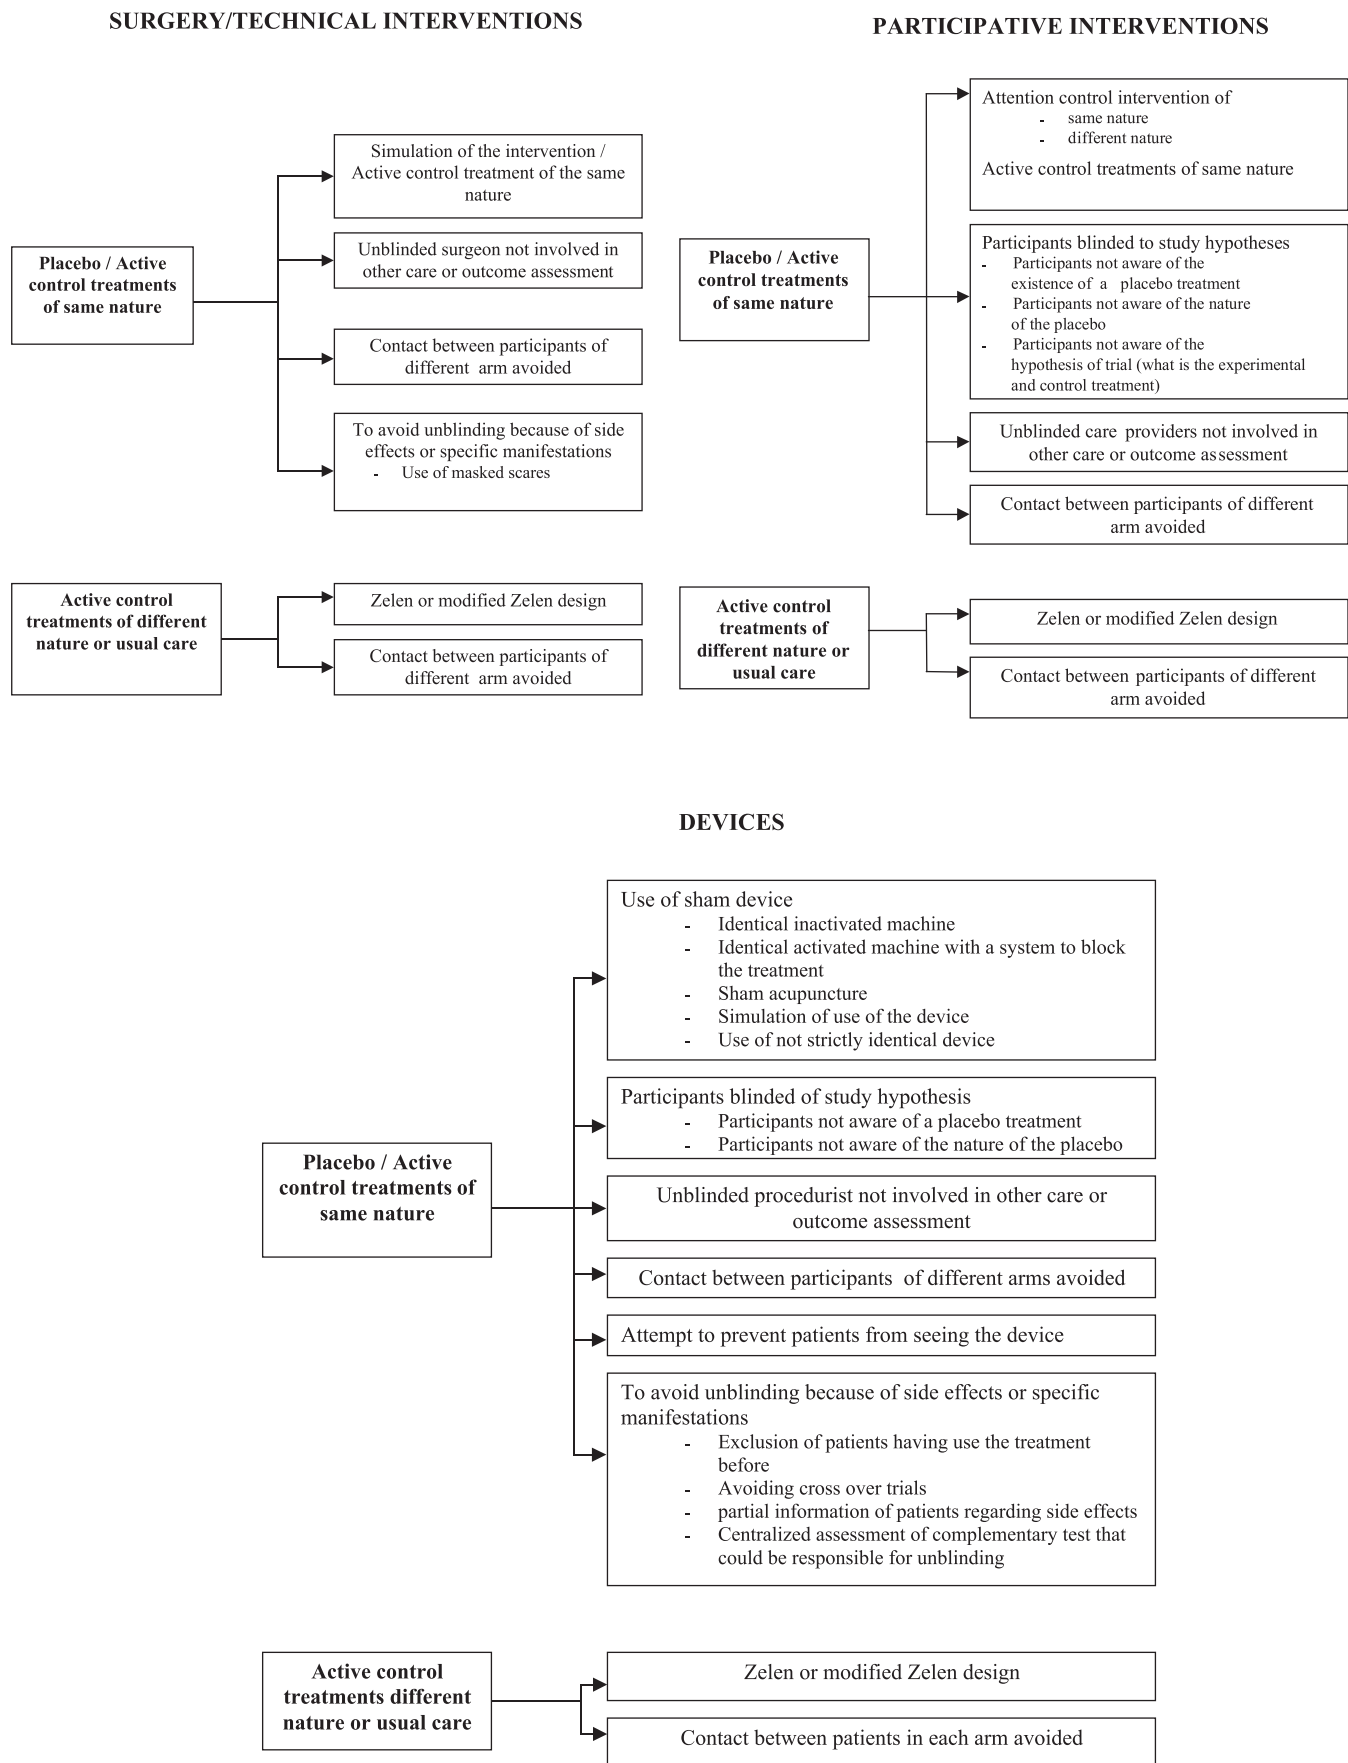 SURGERY/TECHNICAL INTERVENTIONS
Simulation of the intervention /
Active control treatment of the same
nature
Placebo / Active
control treatments
of same nature
Unblinded surgeon not involved in
other care or outcome assessment
Contact between participants of
different arm avoided
To avoid unblinding because of side
effects or specific manifestations
- Use of masked scares
Active control
treatments of different
nature or usual care
Zelen or modified Zelen design
Contact between participants of
different arm avoided
PARTICIPATIVE INTERVENTIONS
Attention control intervention of
- same nature
- different nature
Active control treatments of same nature
Placebo / Active
control treatments
of same nature
Participants blinded to study hypotheses
- Participants not aware of the
existence of a placebo treatment
- Participants not aware of the nature
of the placebo
- Participants not aware of the
hypothesis of trial (what is the experimental
and control treatment)
Unblinded care providers not involved in
other care or outcome assessment
Contact between participants of different
arm avoided
Active control
treatments of
different nature or
usual care
Zelen or modified Zelen design
Contact between participants of different
arm avoided
DEVICES
Use of sham device
- Identical inactivated machine
- Identical activated machine with a system to block
the treatment
- Sham acupuncture
- Simulation of use of the device
- Use of not strictly identical device
Participants blinded of study hypothesis
- Participants not aware of a placebo treatment
- Participants not aware of the nature of the placebo
Placebo / Active
control treatments of
same nature
Unblinded procedurist not involved in other care or
outcome assessment
Contact between participants of different arms avoided
Attempt to prevent patients from seeing the device
To avoid unblinding because of side effects or specific
manifestations
- Exclusion of patients having use the treatment
before
- Avoiding cross over trials
- partial information of patients regarding side effects
- Centralized assessment of complementary test that
could be responsible for unblinding
Active control
treatments different
nature or usual care
Zelen or modified Zelen design
Contact between patients in each arm avoided